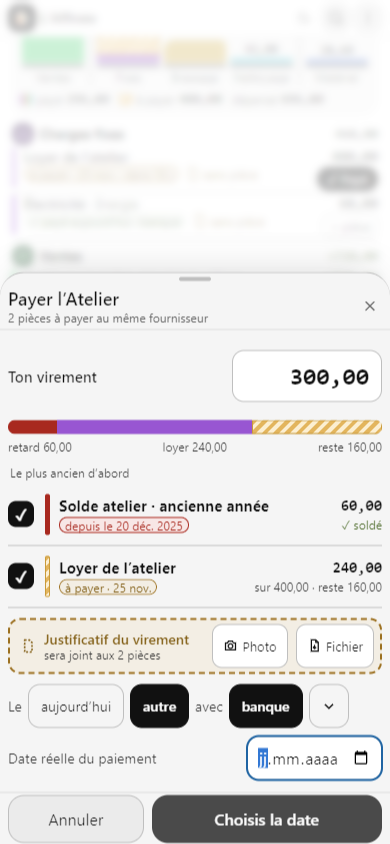 Payer l’Atelier
2 pièces à payer au même fournisseur
Ton virement
300,00
retard 60,00 loyer 240,00 reste 160,00
Le plus ancien d’abord
Solde atelier · ancienne année 60,00
depuis le 20 déc. 2025 ✓ soldé
Loyer de l’atelier 240,00
à payer · 25 nov. sur 400,00 · reste 160,00
Justificatif du virement
sera joint aux 2 pièces
Photo
Fichier
Le aujourd’hui autre avec banque
Date réelle du paiement jj.mm.aaaa
Annuler Choisis la date